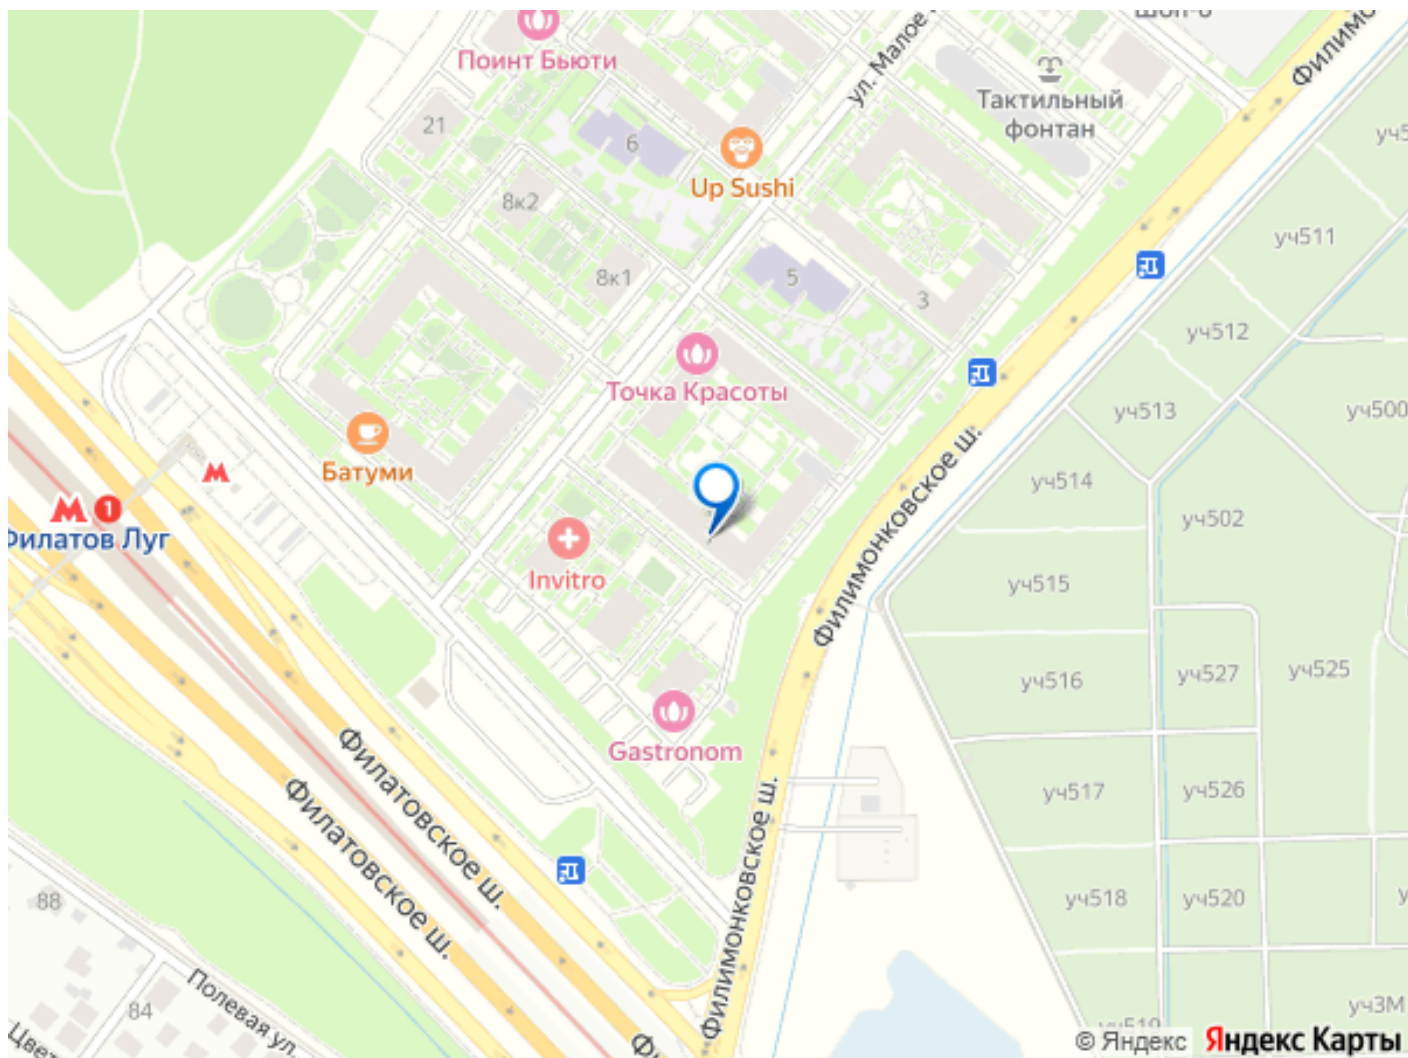 Поинт Бьюти
ул. Малое
Тактильный
фонтан
21
6
Up Sushi
8к2
уч511
8к1
5
3
уч512
Точка Красоты
уч513
уч500
Батуми
уч514
М
М 1
Филатов Луг
уч502
Invitro
уч515
Филимонковское ш.
уч516
уч527
уч525
Gastronom
уч517
уч526
Филатовское ш.
Филатовское ш.
Филимонковское ш.
88
уч518
уч520
84
Полевая ул.
уч3М
уч519
© Яндекс Яндекс Карты